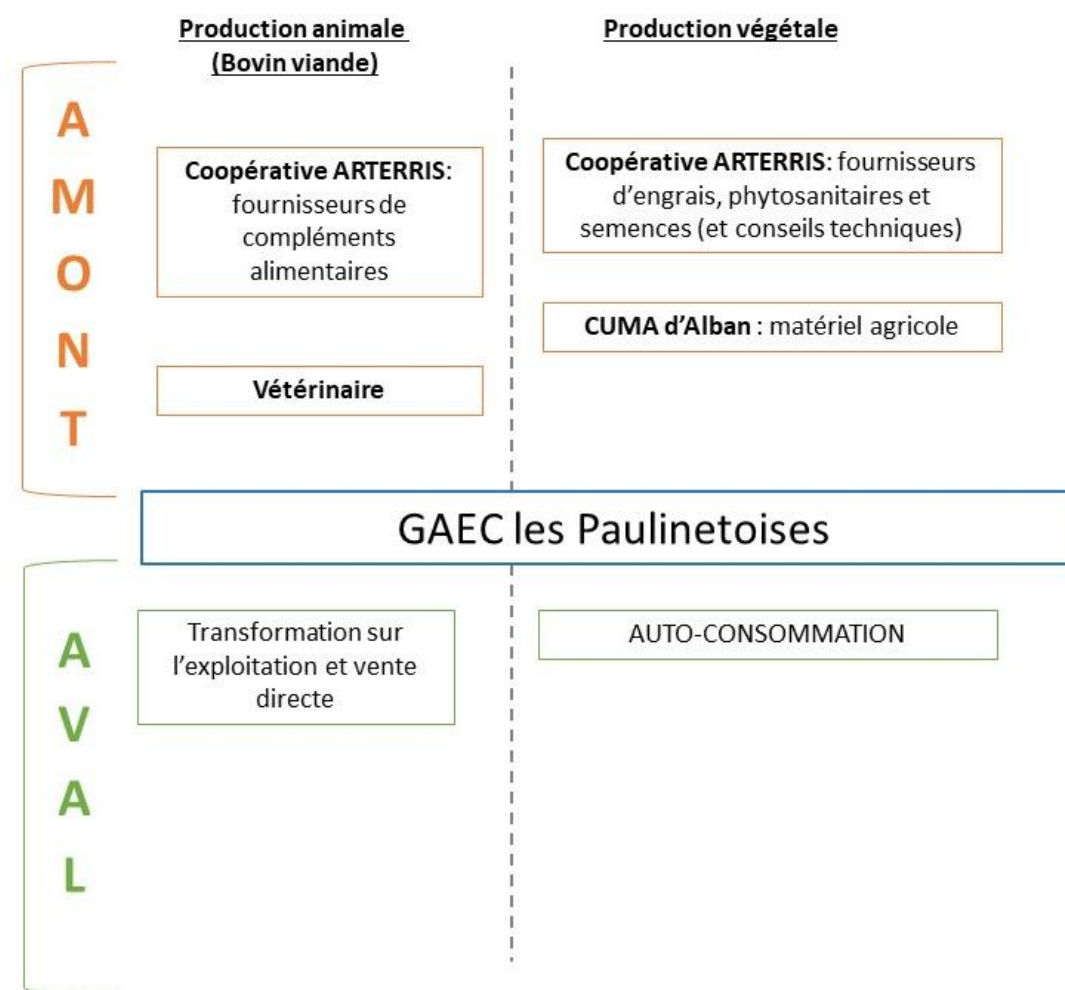 Production animale
(Bovin viande)
Production végétale
AMONT
Coopérative ARTERRIS:
fournisseurs de
compléments
alimentaires
Vétérinaire
Coopérative ARTERRIS: fournisseurs
d’engrais, phytosanitaires et
semences (et conseils techniques)
CUMA d’Alban : matériel agricole
GAEC les Paulinetoises
AVAL
Transformation sur
l’exploitation et vente
directe
AUTO-CONSOMMATION